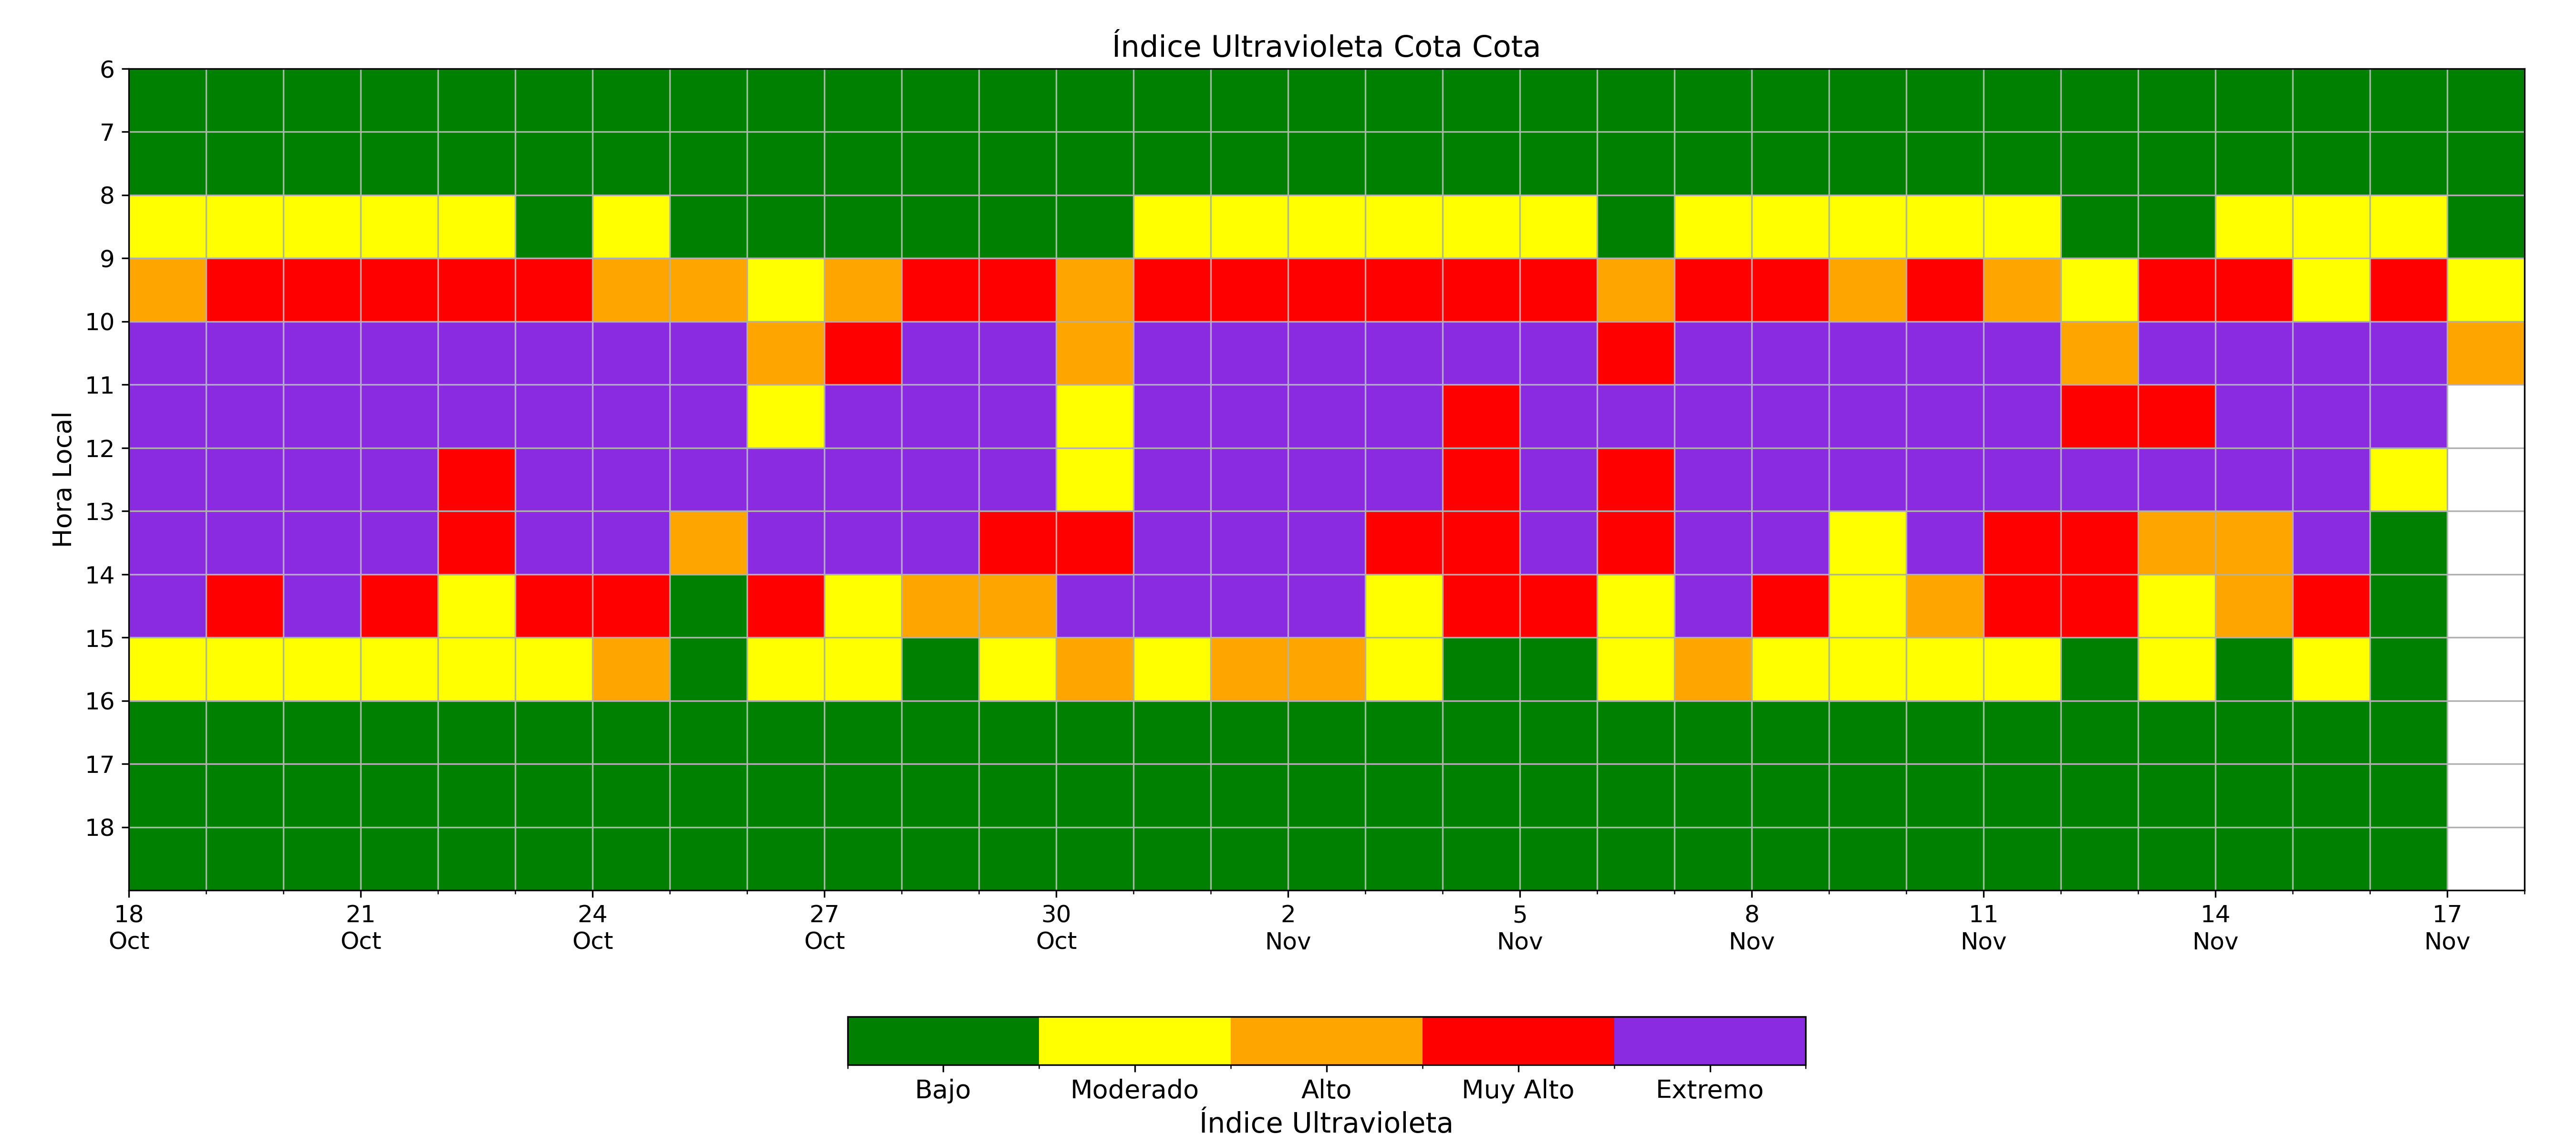 Índice Ultravioleta Cota Cota
6
7
8
9
10
11
12
13
14
15
16
17
18
Hora Local
18 21 24 27 30 2 5 8 11 14 117
Oct Oct Oct Oct Oct Nov Nov Nov Nov Nov Nov
Bajo Moderado Alto Muy Alto Extremo
Índice Ultravioleta